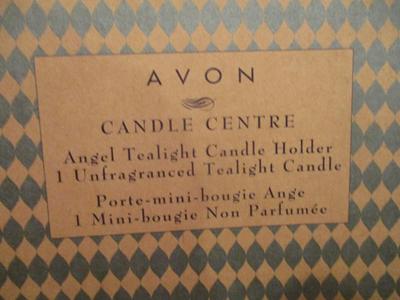 AVON
CANDLE CENTRE
Angel Tealight Candle Holder
1 Unfragranced Tealight Candle
Porte-mini-bougie Ange
1 Mini-bougie Non Parfumée